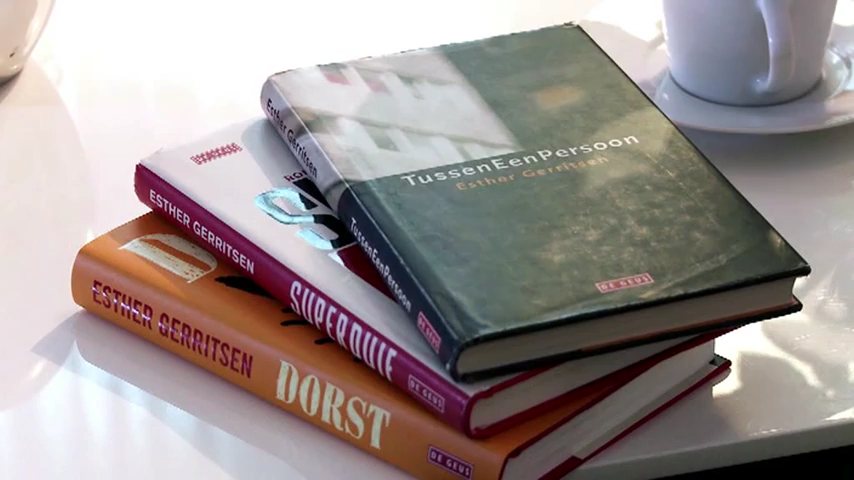 TussenEenPersoon
Esther Gerritsen
DE GEUS
Esther Gerritsen
TussenEenPersoon
DE GEUS
ESTHER GERRITSEN
SUPERDUIF
DE GEUS
ESTHER GERRITSEN
DORST
DE GEUS